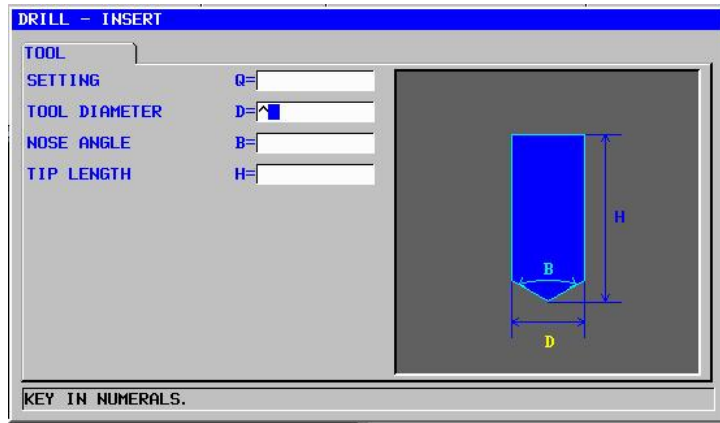 DRILL - INSERT
TOOL
SETTING Q=
TOOL DIAMETER D=^
NOSE ANGLE B=
TIP LENGTH H=
H
B
D
KEY IN NUMERALS.